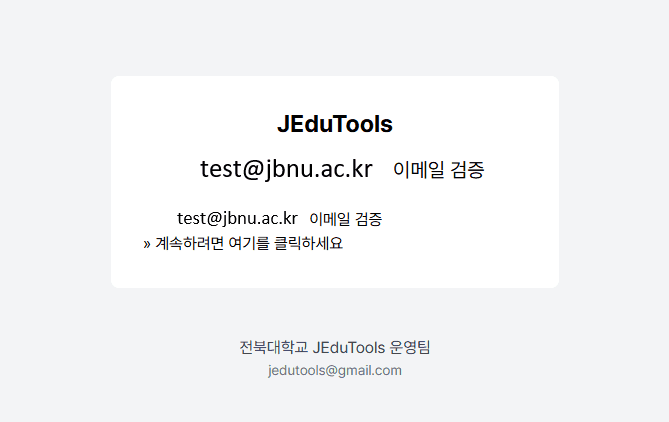 JEduTools
test@jbnu.ac.kr 이메일 검증
test@jbnu.ac.kr 이메일 검증
» 계속하려면 여기를 클릭하세요
전북대학교 JEduTools 운영팀
jedutools@gmail.com